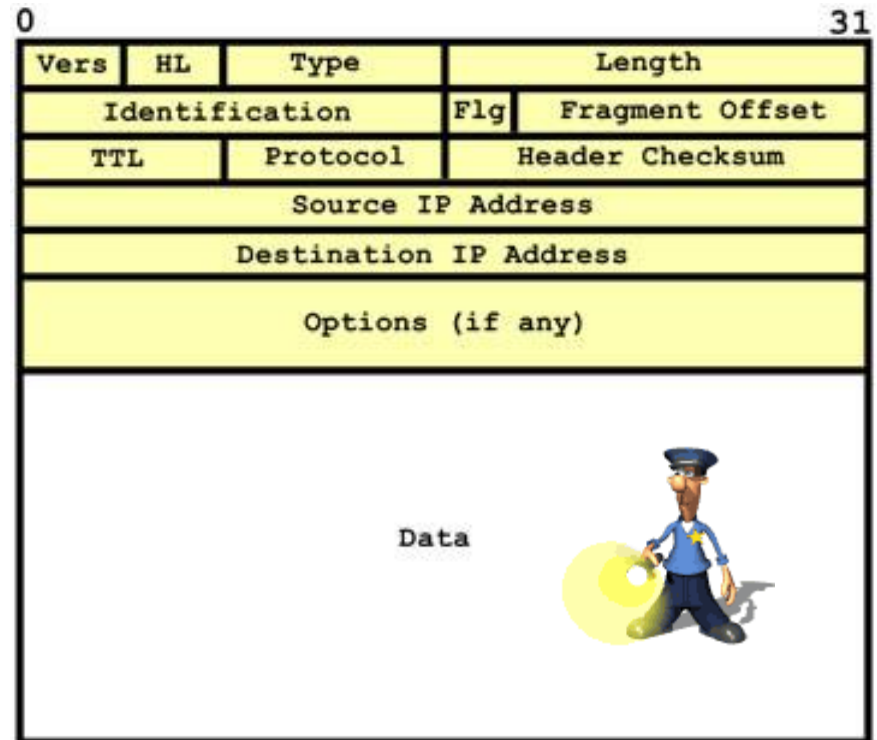 0 31
Vers HL Type Length
Identification Flg Fragment Offset
TTL Protocol Header Checksum
Source IP Address
Destination IP Address
Options (if any)
Data